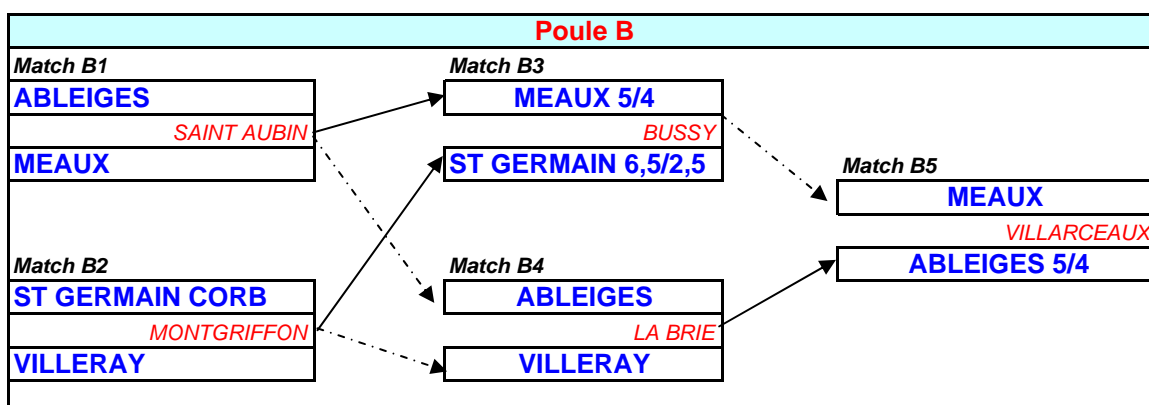 Poule B
Match B1
ABLEIGES
SAINT AUBIN
MEAUX
Match B2
ST GERMAIN CORB
MONTGRIFFON
VILLERAY
Match B3
MEAUX 5/4
BUSSY
ST GERMAIN 6,5/2,5
Match B4
ABLEIGES
LA BRIE
VILLERAY
Match B5
MEAUX
VILLARCEAUX
ABLEIGES 5/4